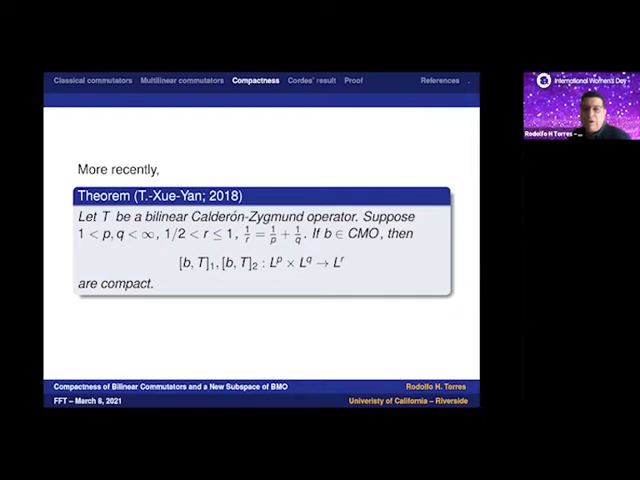 Classical commutators Multilinear commutators Compactness Cordes' result Proof References
International Women's Day
Rodolfo H Torres
More recently,
Theorem (T.-Xue-Yan; 2018)
Let T be a bilinear Calderón-Zygmund operator. Suppose
1 < p, q < ∞, 1/2 < r ≤ 1, 1/r = 1/p + 1/q. If b ∈ CMO, then
[b, T]₁, [b, T]₂ : Lᵖ × L^q → Lʳ
are compact.
Compactness of Bilinear Commutators and a New Subspace of BMO Rodolfo H. Torres
FFT – March 8, 2021 Univeristy of California – Riverside